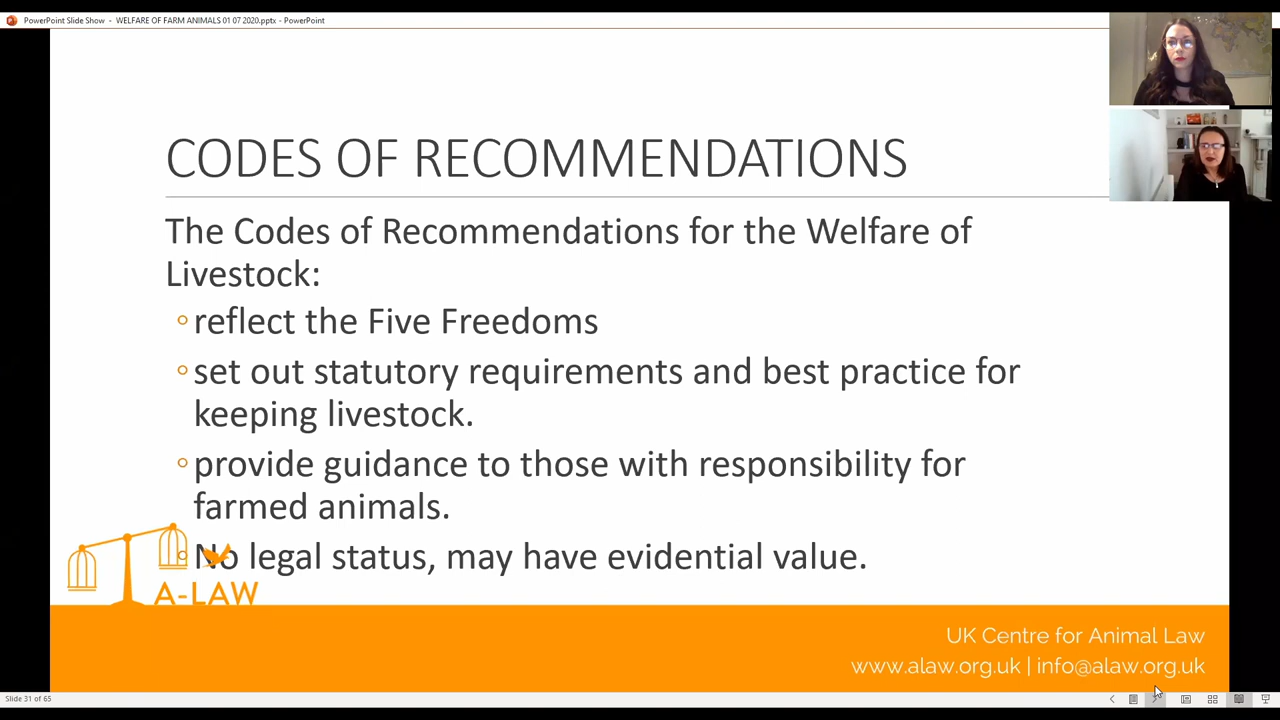 PowerPoint Slide Show - WELFARE OF FARM ANIMALS 01 07 2020.pptx - PowerPoint
CODES OF RECOMMENDATIONS
The Codes of Recommendations for the Welfare of
Livestock:
reflect the Five Freedoms
set out statutory requirements and best practice for
keeping livestock.
provide guidance to those with responsibility for
farmed animals.
No legal status, may have evidential value.
A-LAW
UK Centre for Animal Law
www.alaw.org.uk | info@alaw.org.uk
Slide 31 of 65